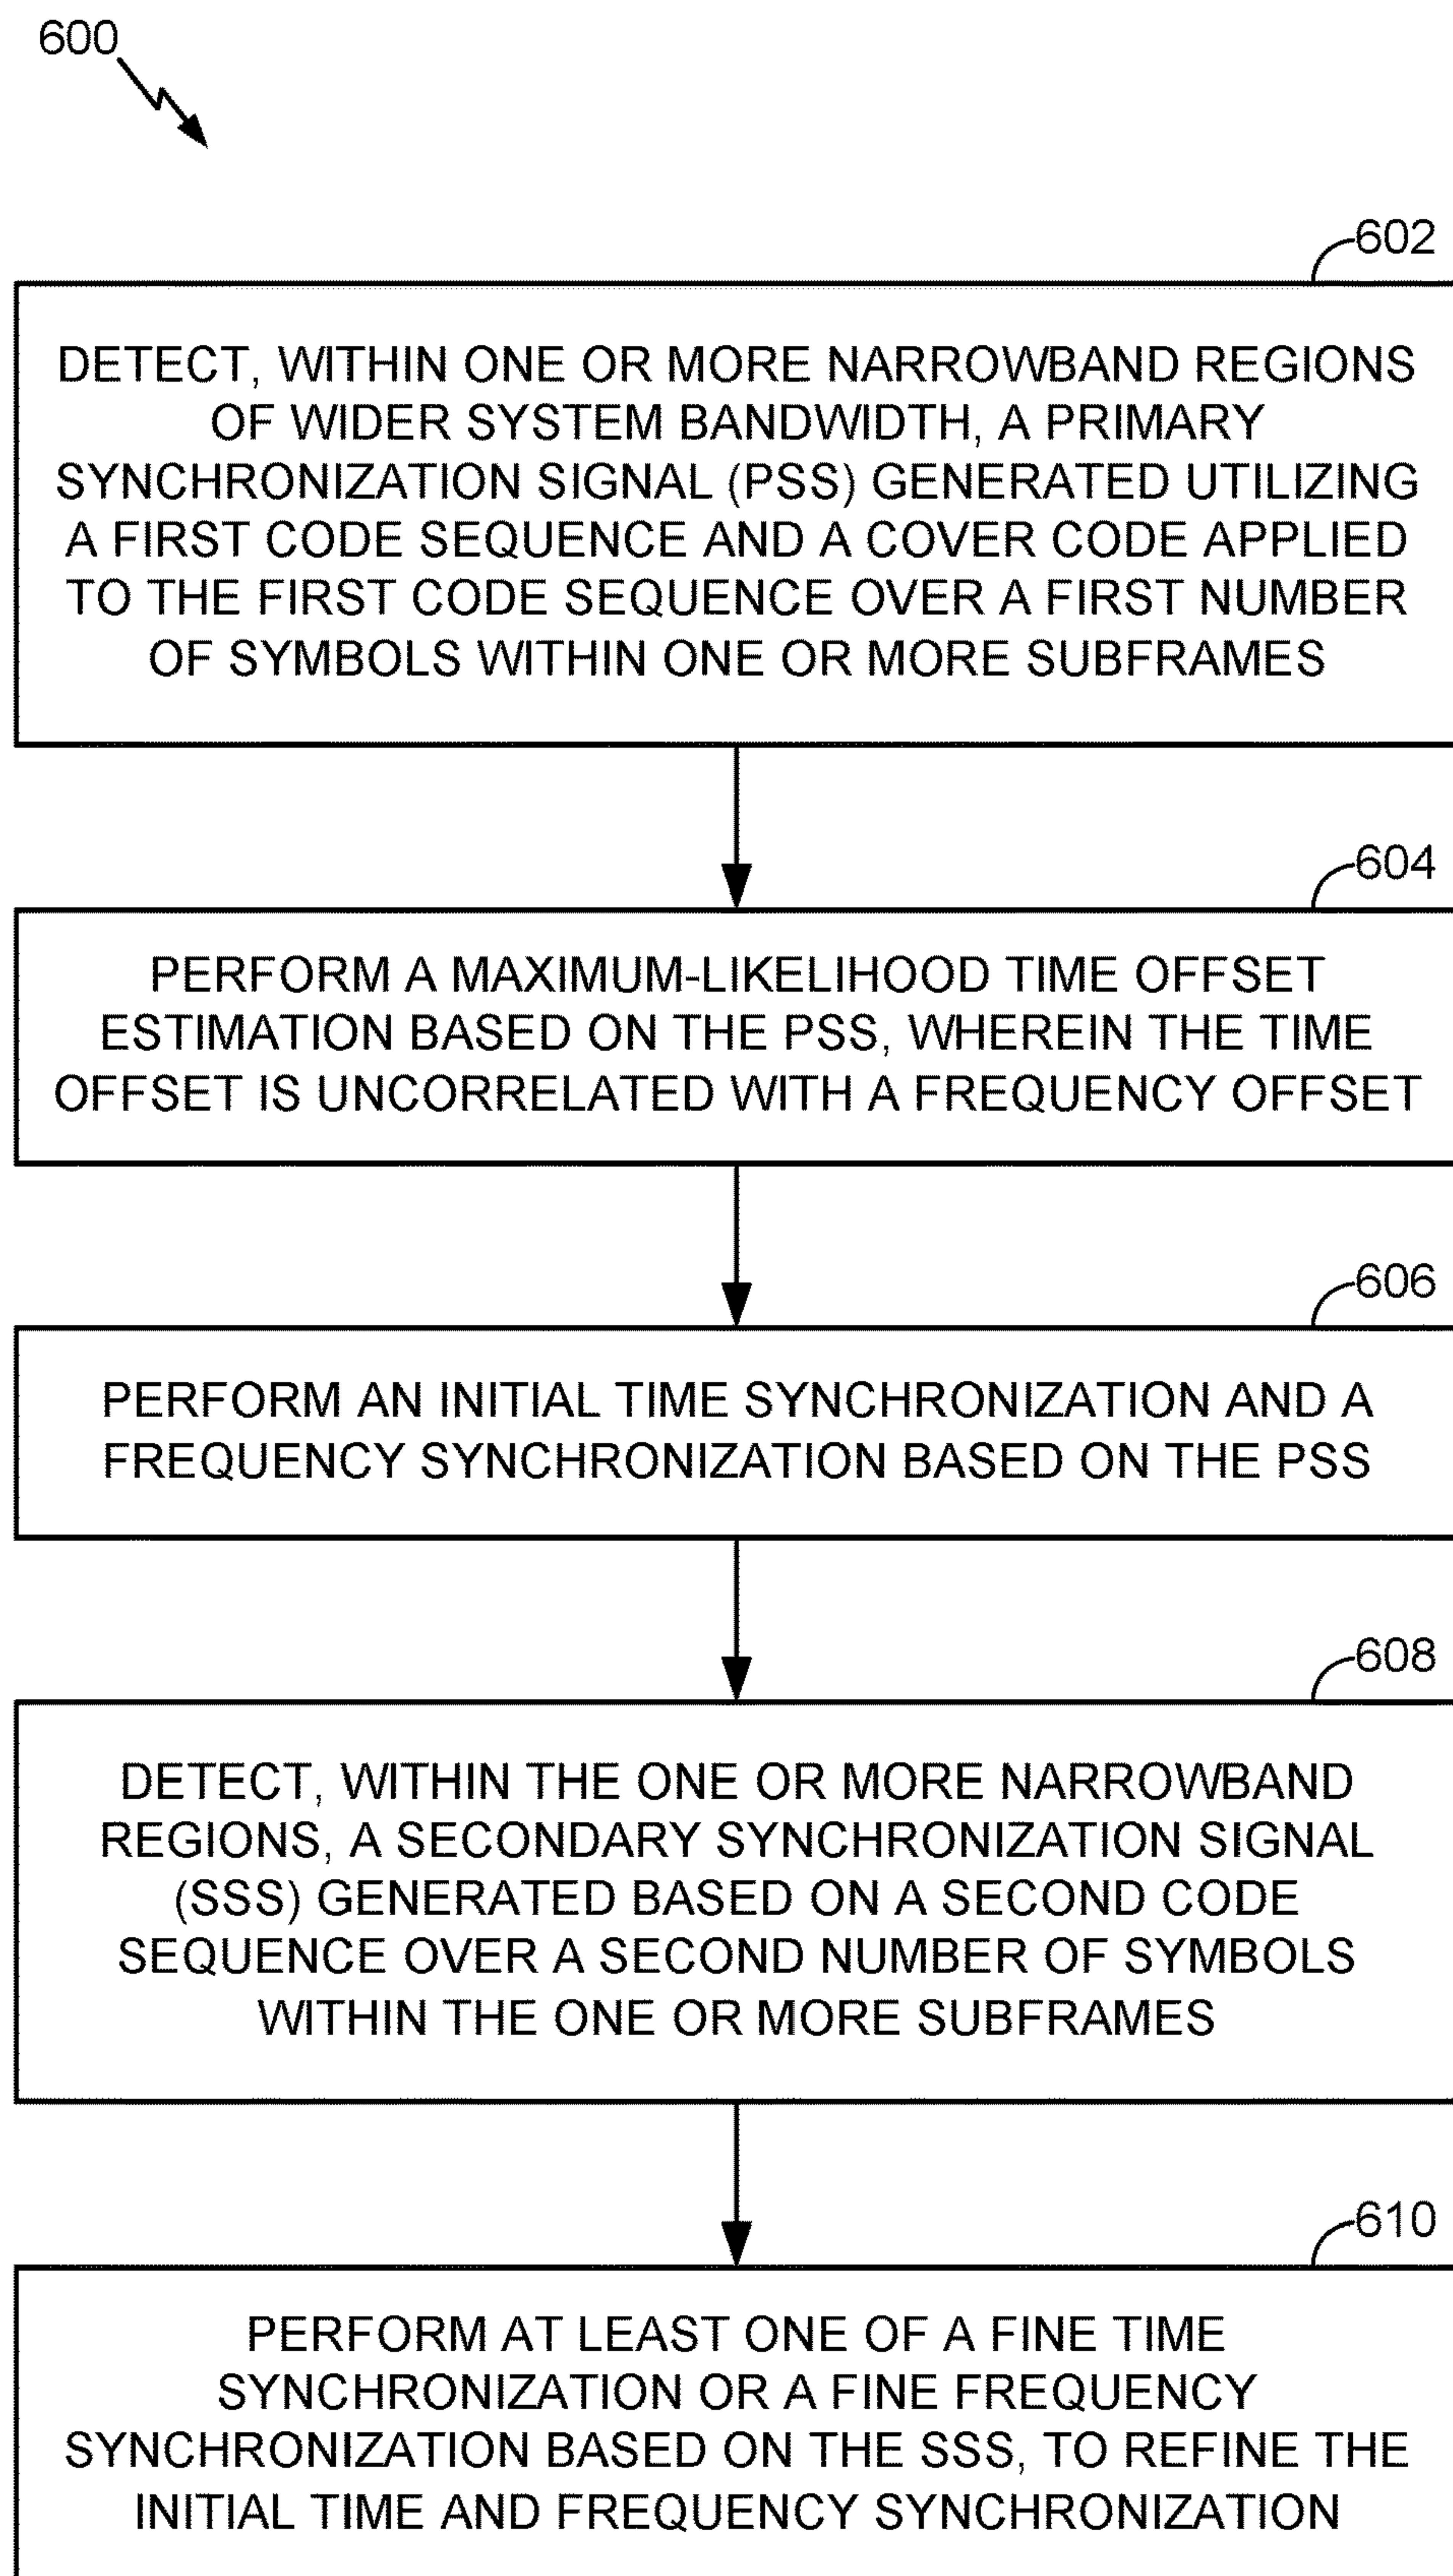 600
602
DETECT, WITHIN ONE OR MORE NARROWBAND REGIONS
OF WIDER SYSTEM BANDWIDTH, A PRIMARY
SYNCHRONIZATION SIGNAL (PSS) GENERATED UTILIZING
A FIRST CODE SEQUENCE AND A COVER CODE APPLIED
TO THE FIRST CODE SEQUENCE OVER A FIRST NUMBER
OF SYMBOLS WITHIN ONE OR MORE SUBFRAMES
604
PERFORM A MAXIMUM-LIKELIHOOD TIME OFFSET
ESTIMATION BASED ON THE PSS, WHEREIN THE TIME
OFFSET IS UNCORRELATED WITH A FREQUENCY OFFSET
606
PERFORM AN INITIAL TIME SYNCHRONIZATION AND A
FREQUENCY SYNCHRONIZATION BASED ON THE PSS
608
DETECT, WITHIN THE ONE OR MORE NARROWBAND
REGIONS, A SECONDARY SYNCHRONIZATION SIGNAL
(SSS) GENERATED BASED ON A SECOND CODE
SEQUENCE OVER A SECOND NUMBER OF SYMBOLS
WITHIN THE ONE OR MORE SUBFRAMES
610
PERFORM AT LEAST ONE OF A FINE TIME
SYNCHRONIZATION OR A FINE FREQUENCY
SYNCHRONIZATION BASED ON THE SSS, TO REFINE THE
INITIAL TIME AND FREQUENCY SYNCHRONIZATION